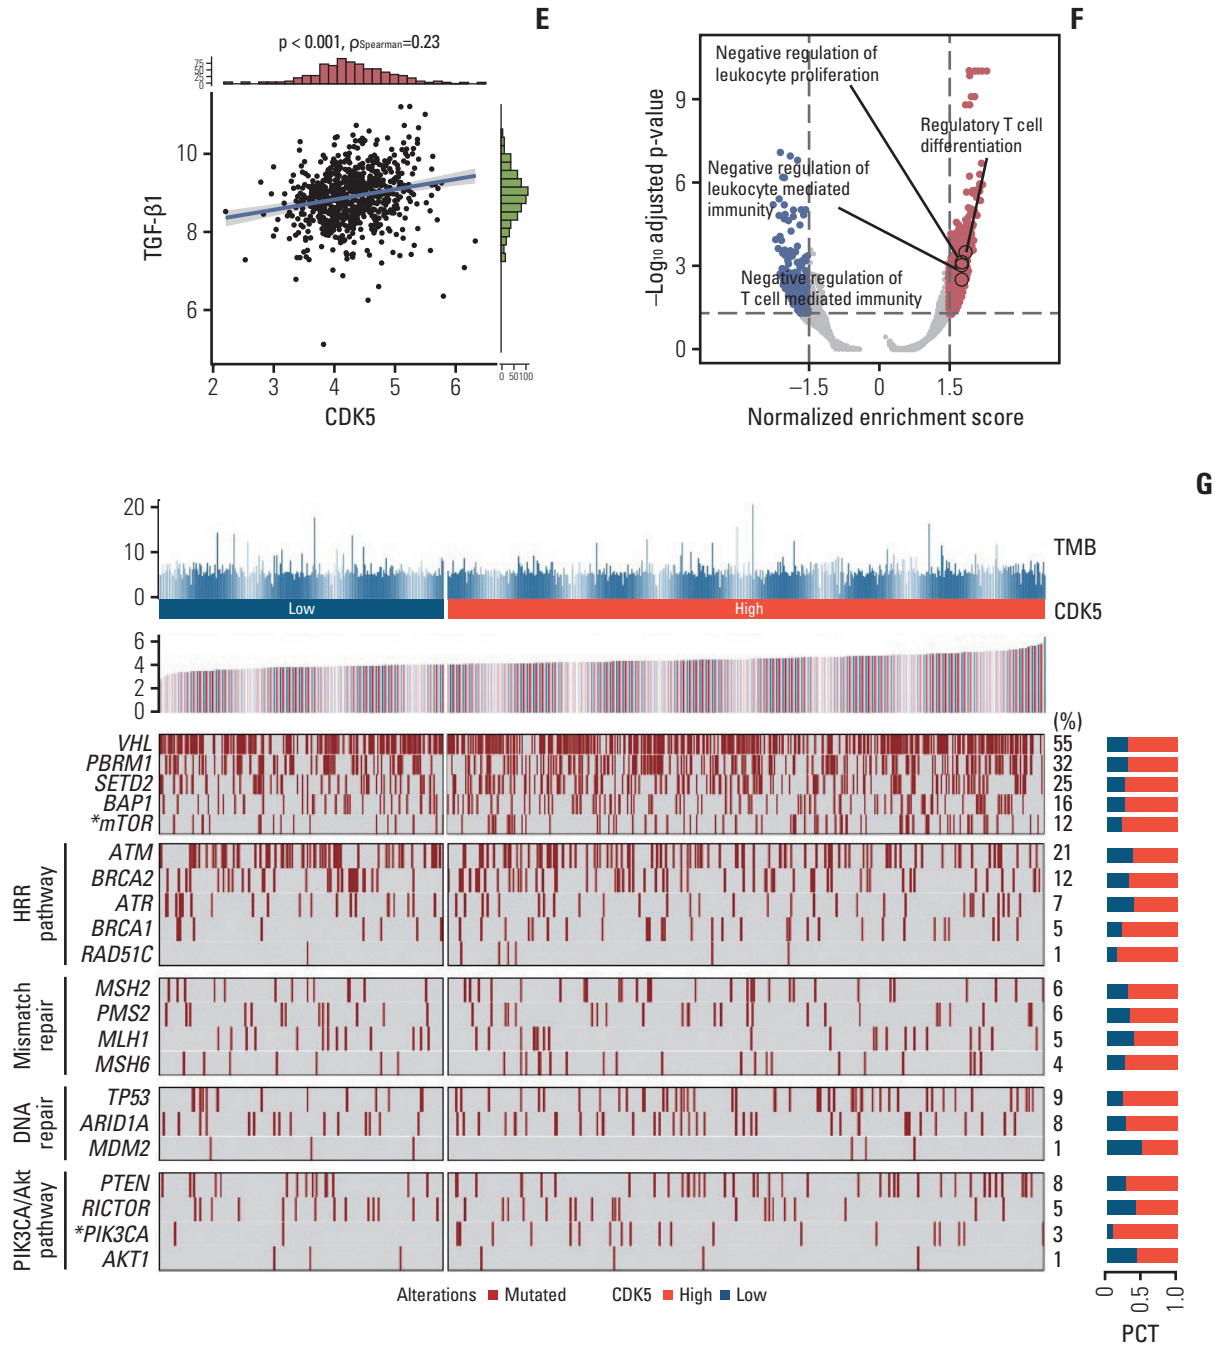 E
p < 0.001, ρSpearman=0.23
75
50
25
0
TGF-β1
10
8
6
2 3 4 5 6
CDK5
0 50 100
F
Negative regulation of
leukocyte proliferation
Regulatory T cell
differentiation
Negative regulation of
leukocyte mediated
immunity
Negative regulation of
T cell mediated immunity
–Log₁₀ adjusted p-value
9
6
3
0
–1.5 0 1.5
Normalized enrichment score
G
20
10
0
TMB
Low High CDK5
6
4
2
0
(%)
VHL 55
PBRM1 32
SETD2 25
BAP1 16
*mTOR 12
HRR
pathway
ATM 21
BRCA2 12
ATR 7
BRCA1 5
RAD51C 1
Mismatch
repair
MSH2 6
PMS2 6
MLH1 5
MSH6 4
DNA
repair
TP53 9
ARID1A 8
MDM2 1
PIK3CA/Akt
pathway
PTEN 8
RICTOR 5
*PIK3CA 3
AKT1 1
Alterations Mutated CDK5 High Low
0 0.5 1.0
PCT